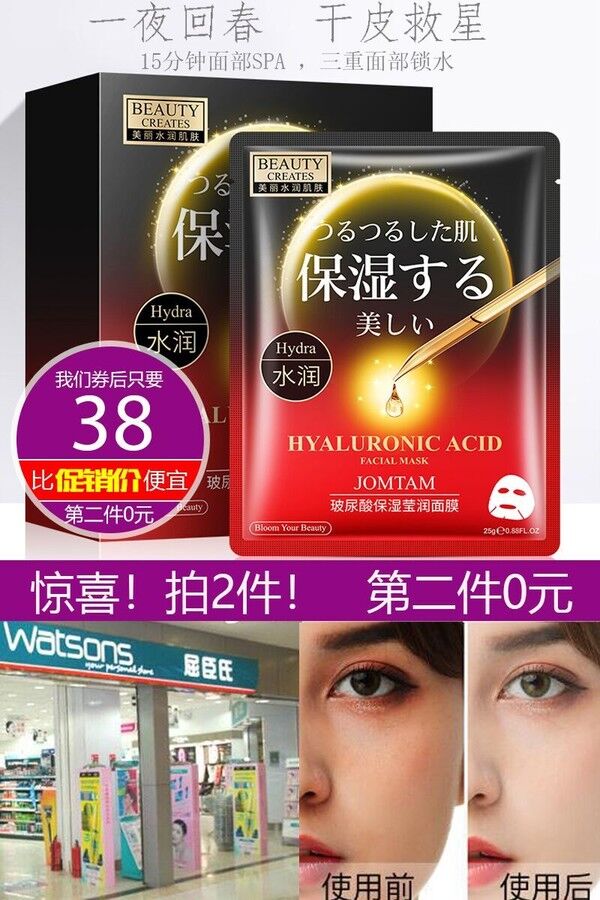 一夜回春 干皮救星
15分钟面部SPA ，三重面部锁水
BEAUTY
CREATES
美丽水润肌肤
つる
保
Hydra
水润
BEAUTY
CREATES
美丽水润肌肤
つるつるした肌
保湿する
美しい
Hydra
水润
HYALURONIC ACID
FACIAL MASK
JOMTAM
玻尿酸保湿莹润面膜
Bloom Your Beauty
25g℮0.88FL.OZ
我们券后只要
38
比促销价便宜
第二件0元
惊喜！拍2件！ 第二件0元
watsons
your personal store
屈臣氏
使用前
使用后